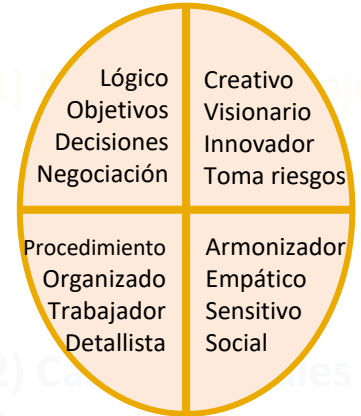 Lógico
Objetivos
Decisiones
Negociación
Creativo
Visionario
Innovador
Toma riesgos
Procedimiento
Organizado
Trabajador
Detallista
Armonizador
Empático
Sensitivo
Social